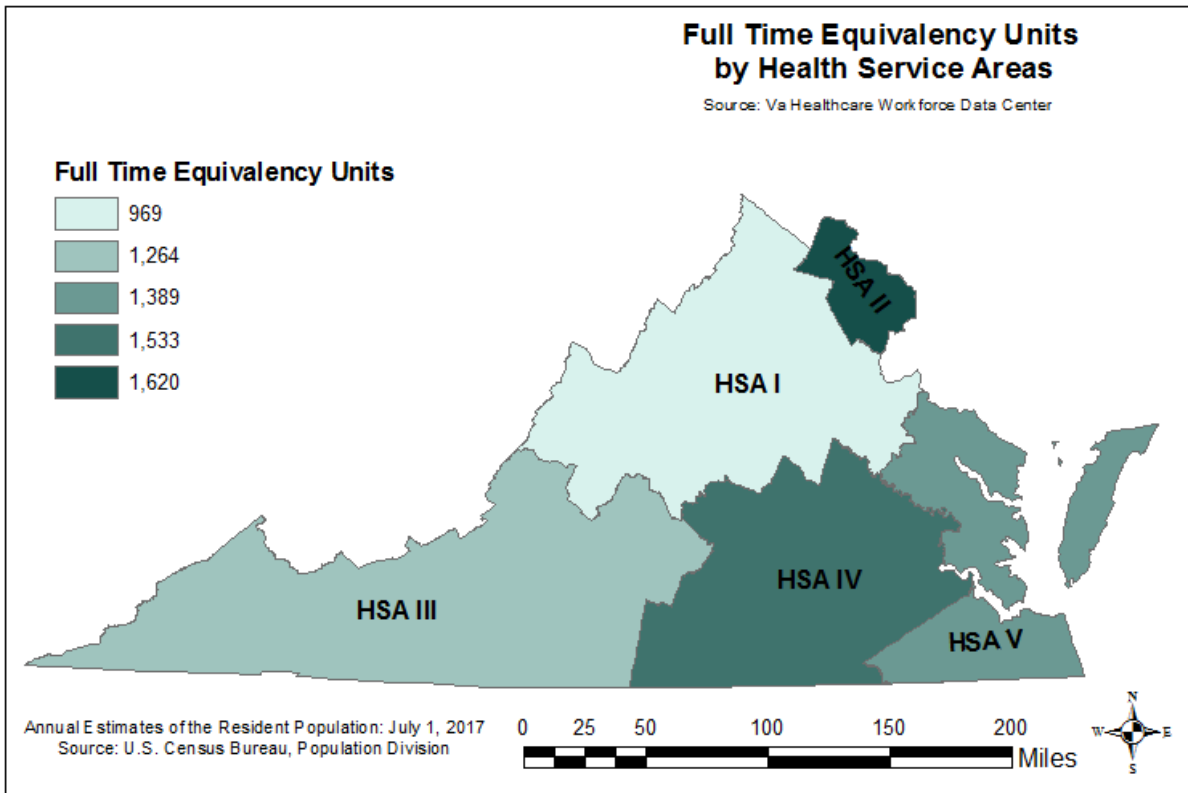 Full Time Equivalency Units
by Health Service Areas
Source: Va Healthcare Workforce Data Center
Full Time Equivalency Units
969
1,264
1,389
1,533
1,620
HSA II
HSA I
HSA IV
HSA III
HSA V
Annual Estimates of the Resident Population: July 1, 2017
Source: U.S. Census Bureau, Population Division
0 25 50 100 150 200
Miles
N
W E
S